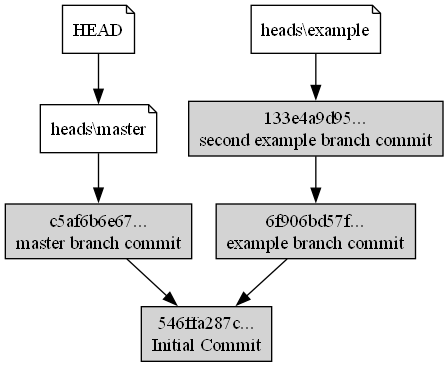 HEAD
heads\example
heads\master
133e4a9d95...
second example branch commit
c5af6b6e67...
master branch commit
6f906bd57f...
example branch commit
546ffa287c...
Initial Commit